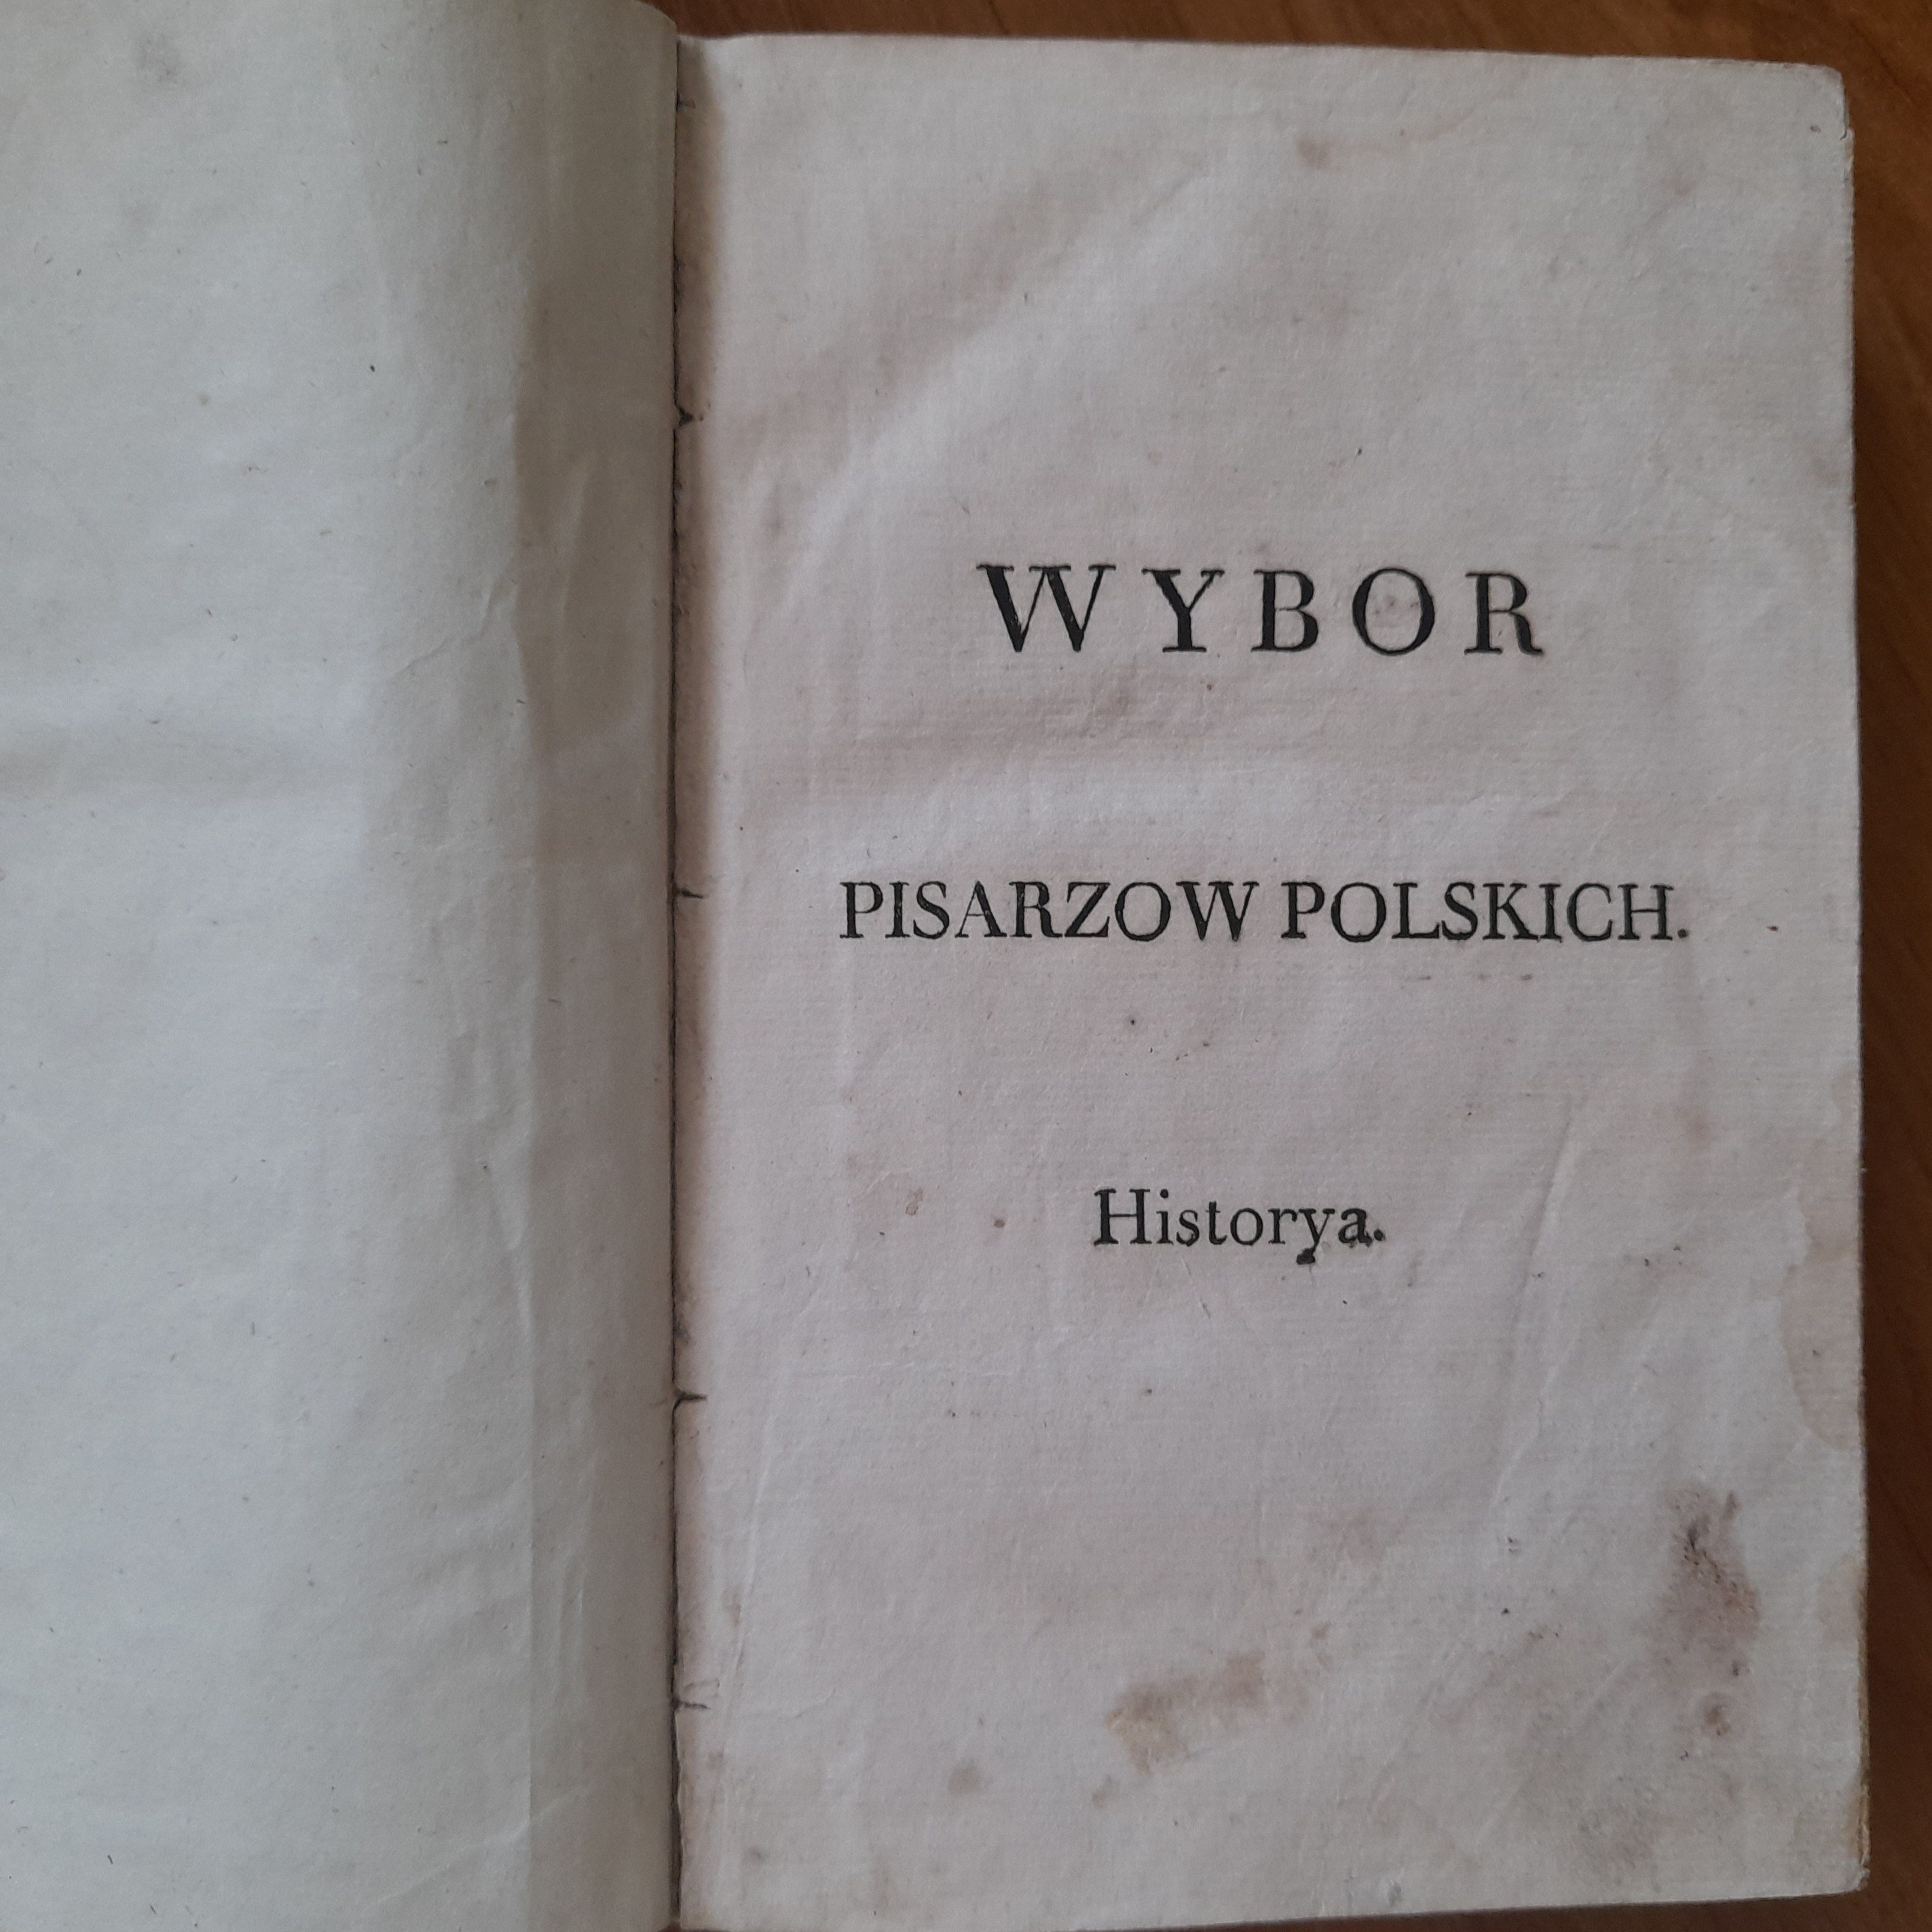 WYBOR
PISARZOW POLSKICH.
Historya.